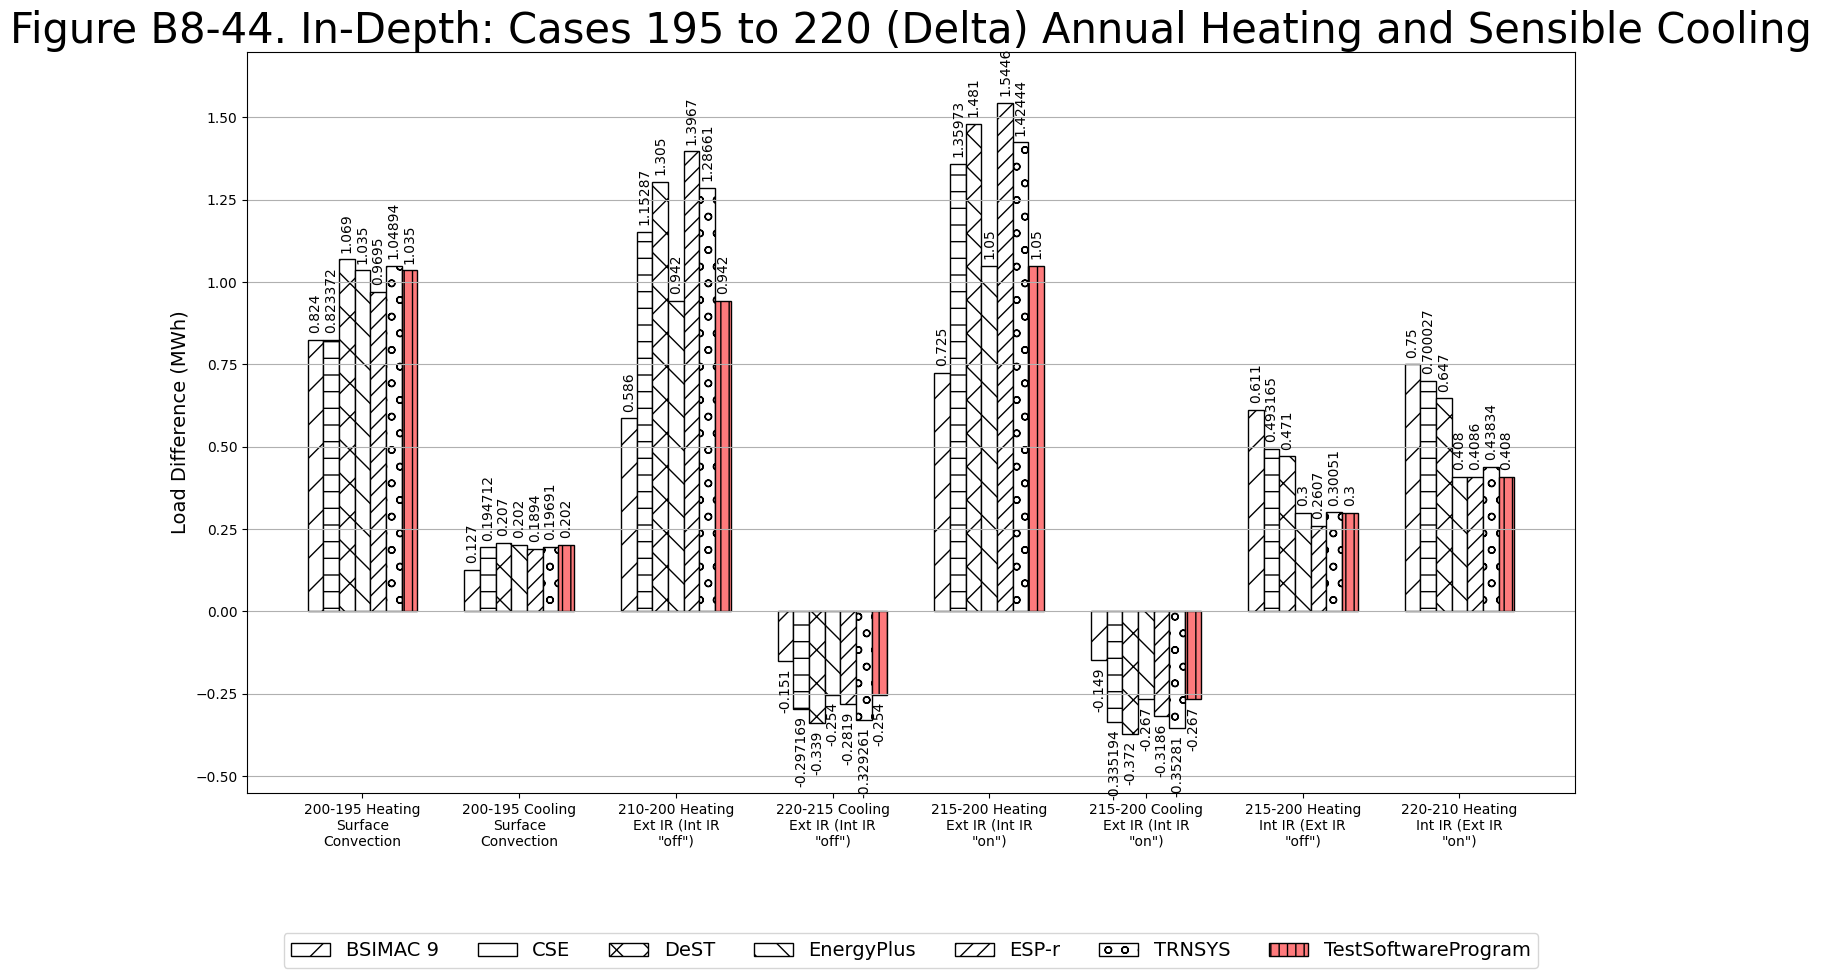 Figure B8-44. In-Depth: Cases 195 to 220 (Delta) Annual Heating and Sensible Cooling
Load Difference (MWh)
1.50
1.25
1.00
0.75
0.50
0.25
0.00
−0.25
−0.50
0.824
0.823372
1.069
1.035
0.9695
1.04894
1.035
0.127
0.194712
0.207
0.202
0.1894
0.19691
0.202
0.586
1.15287
1.305
0.942
1.3967
1.28661
0.942
-0.151
-0.297169
-0.339
-0.254
-0.2819
-0.329261
-0.254
0.725
1.35973
1.481
1.05
1.5446
1.42444
1.05
-0.149
-0.335194
-0.372
-0.267
-0.3186
-0.35281
-0.267
0.611
0.493165
0.471
0.3
0.2607
0.30051
0.3
0.75
0.700027
0.647
0.408
0.4086
0.43834
0.408
200-195 Heating
Surface
Convection
200-195 Cooling
Surface
Convection
210-200 Heating
Ext IR (Int IR
"off")
220-215 Cooling
Ext IR (Int IR
"off")
215-200 Heating
Ext IR (Int IR
"on")
215-200 Cooling
Ext IR (Int IR
"on")
215-200 Heating
Int IR (Ext IR
"off")
220-210 Heating
Int IR (Ext IR
"on")
BSIMAC 9 CSE DeST EnergyPlus ESP-r TRNSYS TestSoftwareProgram